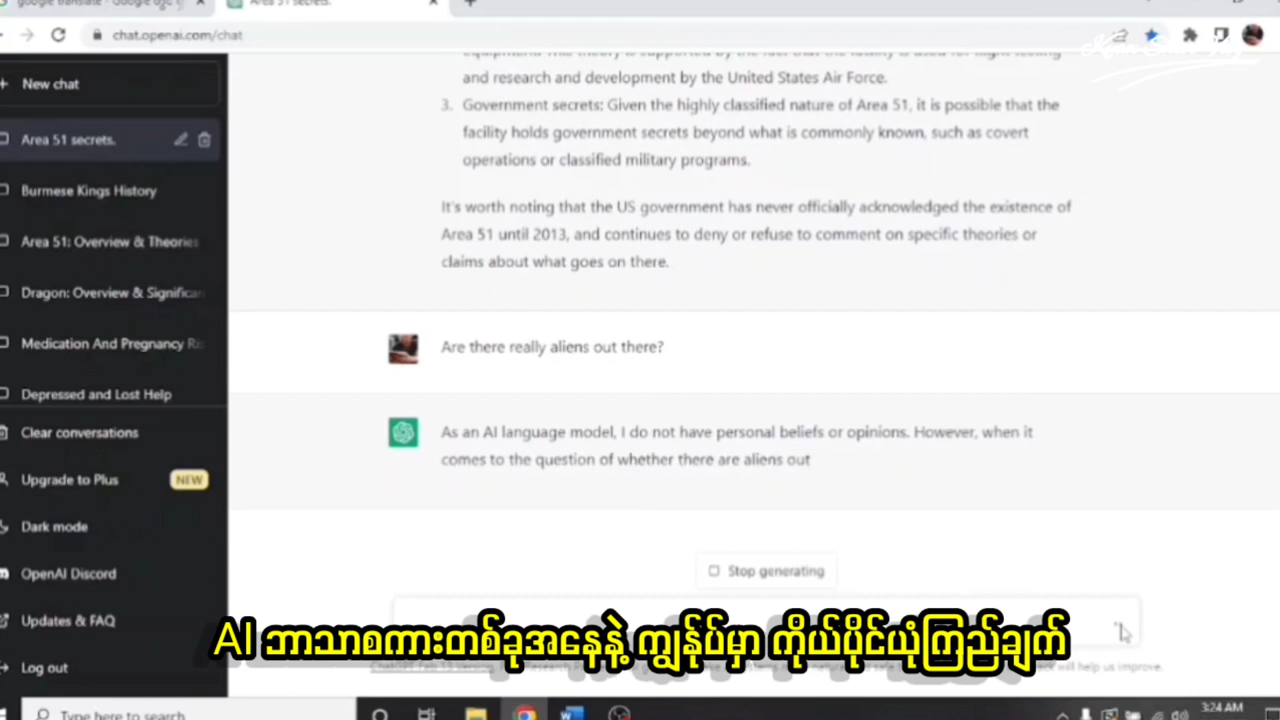 Area 51 secrets.
chat.openai.com/chat
New chat
Area 51 secrets.
Burmese Kings History
Area 51: Overview & Theories
Dragon: Overview & Significan
Medication And Pregnancy Ri
Depressed and Lost Help
Clear conversations
Upgrade to Plus NEW
Dark mode
OpenAI Discord
Updates & FAQ
Log out
and research and development by the United States Air Force.
3. Government secrets: Given the highly classified nature of Area 51, it is possible that the
facility holds government secrets beyond what is commonly known, such as covert
operations or classified military programs.
It's worth noting that the US government has never officially acknowledged the existence of
Area 51 until 2013, and continues to deny or refuse to comment on specific theories or
claims about what goes on there.
Are there really aliens out there?
As an AI language model, I do not have personal beliefs or opinions. However, when it
comes to the question of whether there are aliens out
Stop generating
AI ဘာသာစကားတစ်ခုအနေနဲ့ ကျွန်ုပ်မှာ ကိုယ်ပိုင်ယုံကြည်ချက်
will help us improve.
Type here to search
3:24 AM